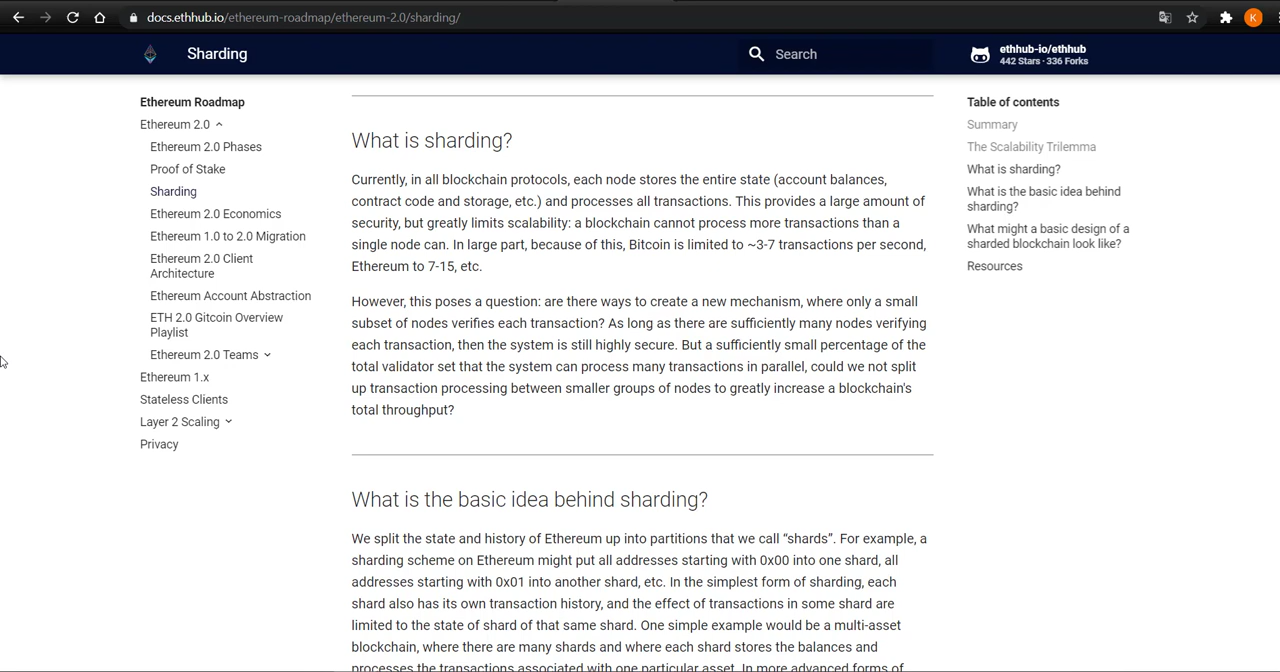 docs.ethhub.io/ethereum-roadmap/ethereum-2.0/sharding/
K
Sharding
Search
ethhub-io/ethhub
442 Stars · 336 Forks
Ethereum Roadmap
Ethereum 2.0
Ethereum 2.0 Phases
Proof of Stake
Sharding
Ethereum 2.0 Economics
Ethereum 1.0 to 2.0 Migration
Ethereum 2.0 Client
Architecture
Ethereum Account Abstraction
ETH 2.0 Gitcoin Overview
Playlist
Ethereum 2.0 Teams
Ethereum 1.x
Stateless Clients
Layer 2 Scaling
Privacy
What is sharding?
Currently, in all blockchain protocols, each node stores the entire state (account balances,
contract code and storage, etc.) and processes all transactions. This provides a large amount of
security, but greatly limits scalability: a blockchain cannot process more transactions than a
single node can. In large part, because of this, Bitcoin is limited to ~3-7 transactions per second,
Ethereum to 7-15, etc.
However, this poses a question: are there ways to create a new mechanism, where only a small
subset of nodes verifies each transaction? As long as there are sufficiently many nodes verifying
each transaction, then the system is still highly secure. But a sufficiently small percentage of the
total validator set that the system can process many transactions in parallel, could we not split
up transaction processing between smaller groups of nodes to greatly increase a blockchain's
total throughput?
What is the basic idea behind sharding?
We split the state and history of Ethereum up into partitions that we call “shards”. For example, a
sharding scheme on Ethereum might put all addresses starting with 0x00 into one shard, all
addresses starting with 0x01 into another shard, etc. In the simplest form of sharding, each
shard also has its own transaction history, and the effect of transactions in some shard are
limited to the state of shard of that same shard. One simple example would be a multi-asset
blockchain, where there are many shards and where each shard stores the balances and
processes the transactions associated with one particular asset. In more advanced forms of
Table of contents
Summary
The Scalability Trilemma
What is sharding?
What is the basic idea behind
sharding?
What might a basic design of a
sharded blockchain look like?
Resources